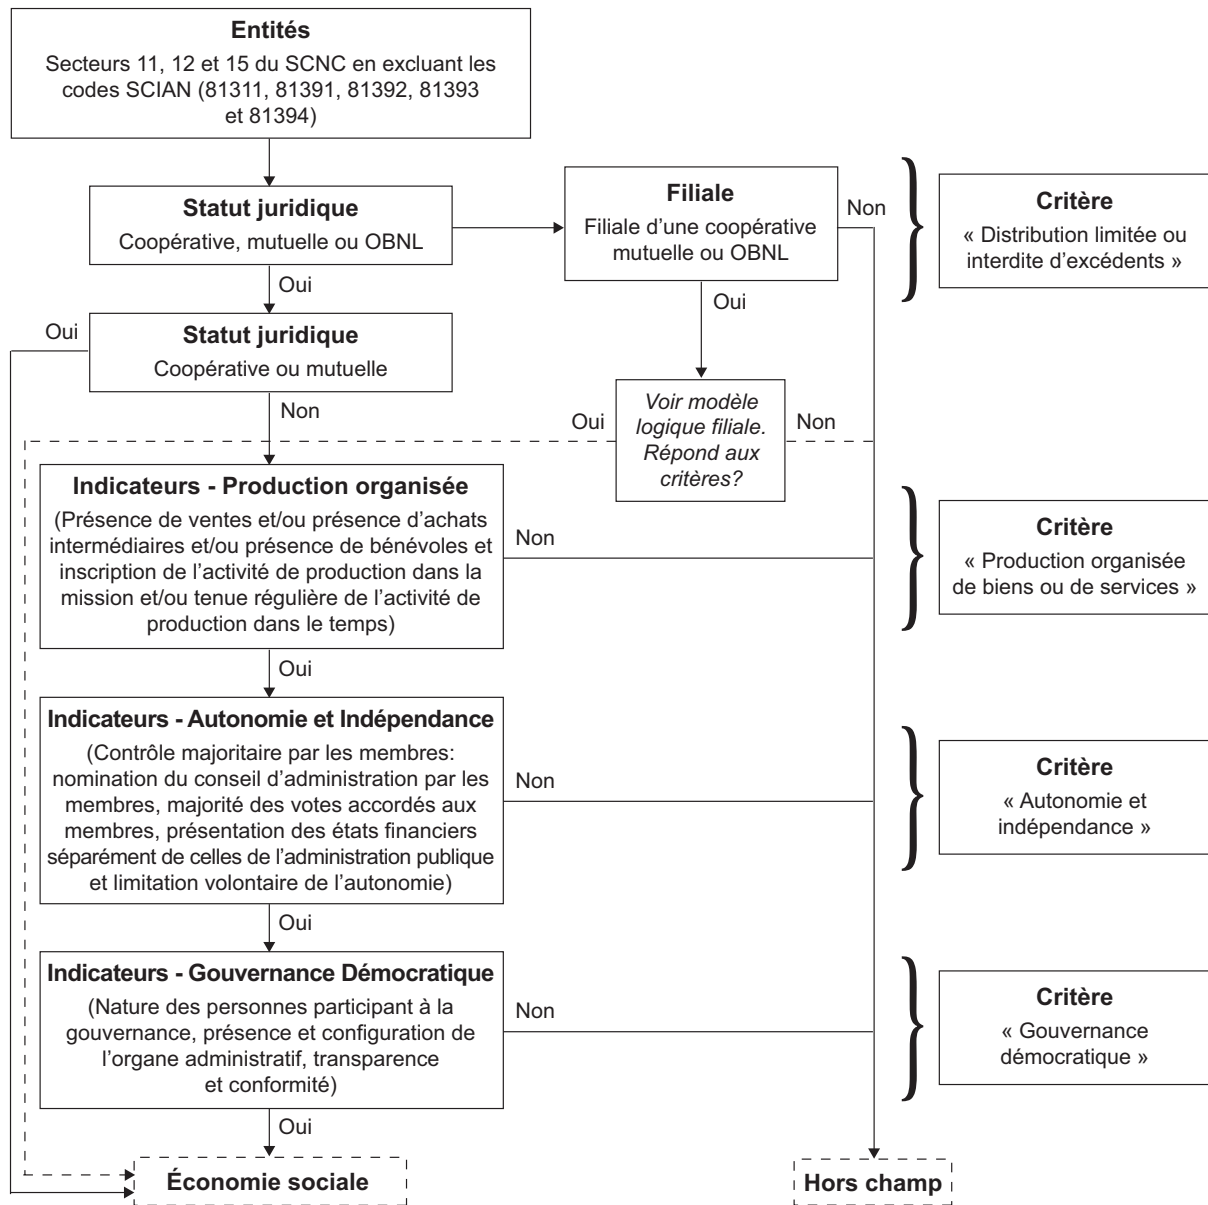 Entités
Secteurs 11, 12 et 15 du SCNC en excluant les
codes SCIAN (81311, 81391, 81392, 81393
et 81394)
Statut juridique
Coopérative, mutuelle ou OBNL
Filiale
Filiale d'une coopérative
mutuelle ou OBNL
Non
Critère
« Distribution limitée ou
interdite d'excédents »
Oui
Oui
Oui
Statut juridique
Coopérative ou mutuelle
Non
Oui
Voir modèle
logique filiale.
Répond aux
critères?
Non
Indicateurs - Production organisée
(Présence de ventes et/ou présence d'achats
intermédiaires et/ou présence de bénévoles et
inscription de l'activité de production dans la
mission et/ou tenue régulière de l'activité de
production dans le temps)
Non
Critère
« Production organisée
de biens ou de services »
Oui
Indicateurs - Autonomie et Indépendance
(Contrôle majoritaire par les membres:
nomination du conseil d'administration par les
membres, majorité des votes accordés aux
membres, présentation des états financiers
séparément de celles de l'administration publique
et limitation volontaire de l'autonomie)
Non
Critère
« Autonomie et
indépendance »
Oui
Indicateurs - Gouvernance Démocratique
(Nature des personnes participant à la
gouvernance, présence et configuration de
l'organe administratif, transparence
et conformité)
Non
Critère
« Gouvernance
démocratique »
Oui
Économie sociale
Hors champ